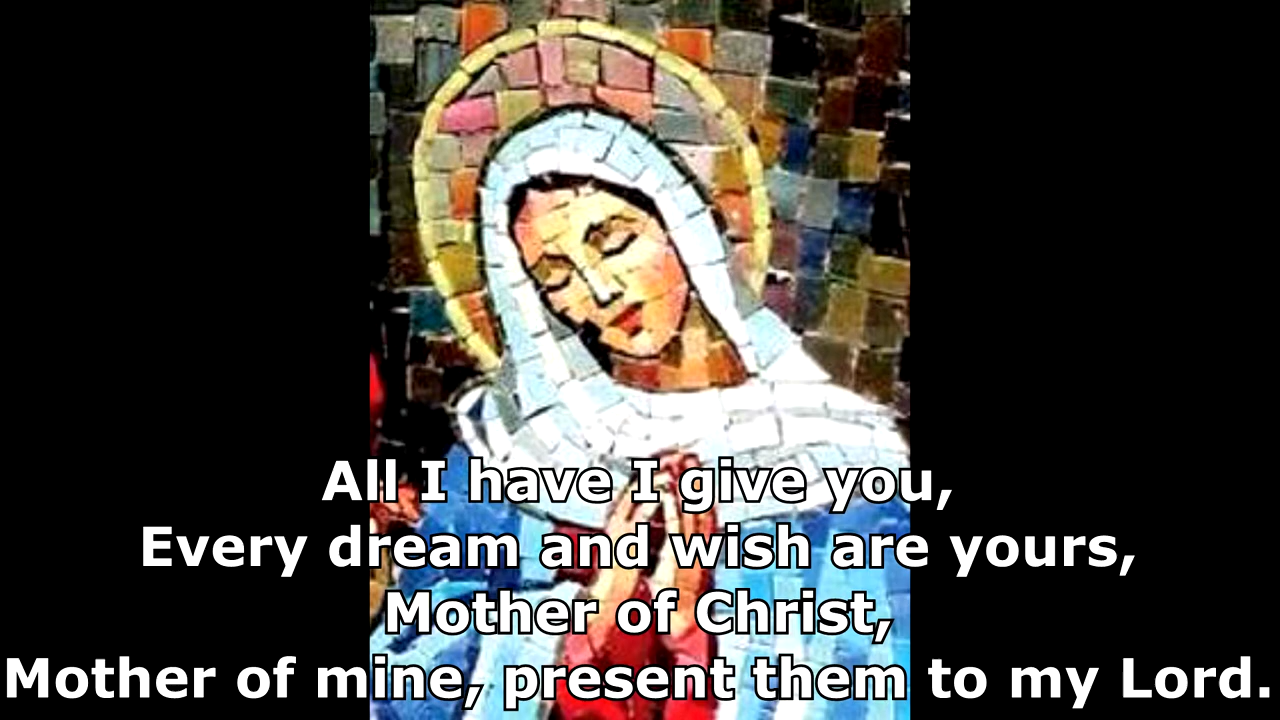 All I have I give you,
Every dream and wish are yours,
Mother of Christ,
Mother of mine, present them to my Lord.